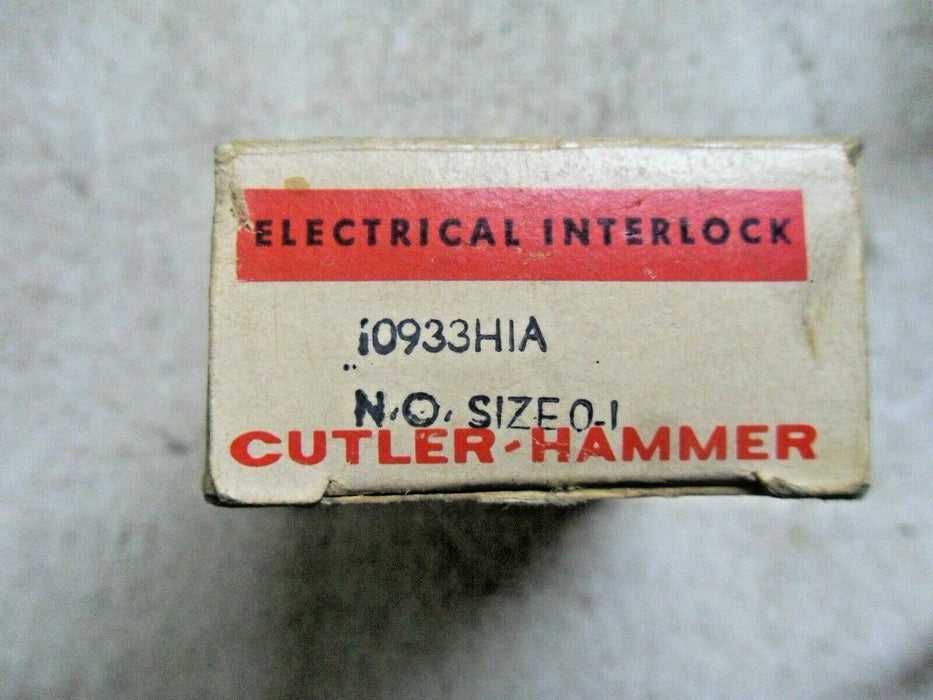 ELECTRICAL INTERLOCK
10933H1A
N.O. SIZE 0-1
CUTLER-HAMMER